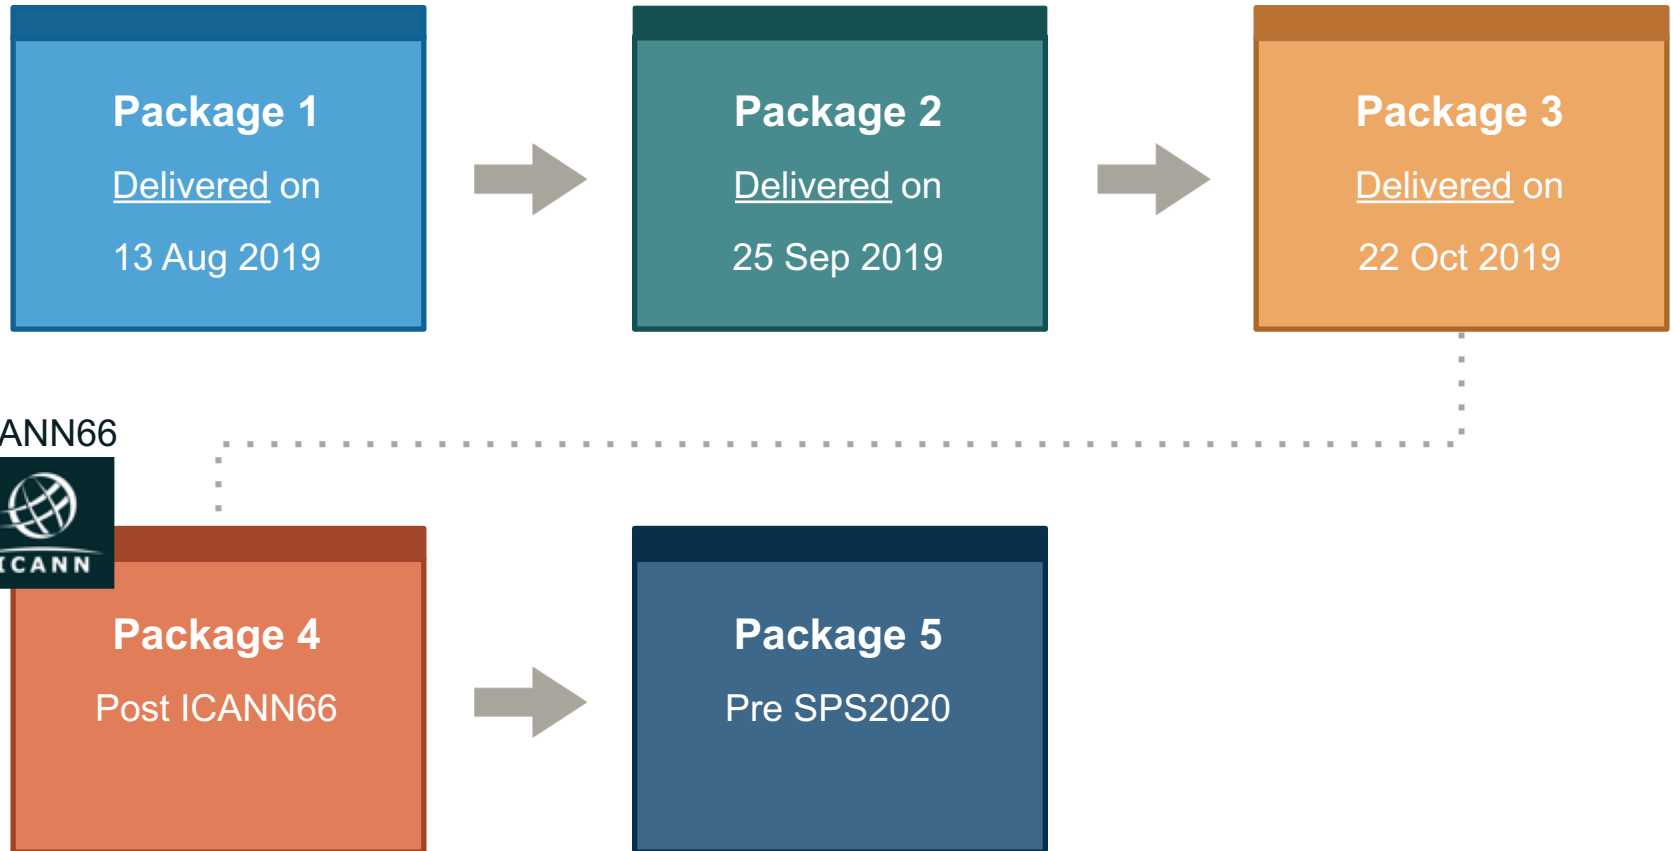 Package 1
Delivered on
13 Aug 2019
Package 2
Delivered on
25 Sep 2019
Package 3
Delivered on
22 Oct 2019
ANN66
ICANN
Package 4
Post ICANN66
Package 5
Pre SPS2020